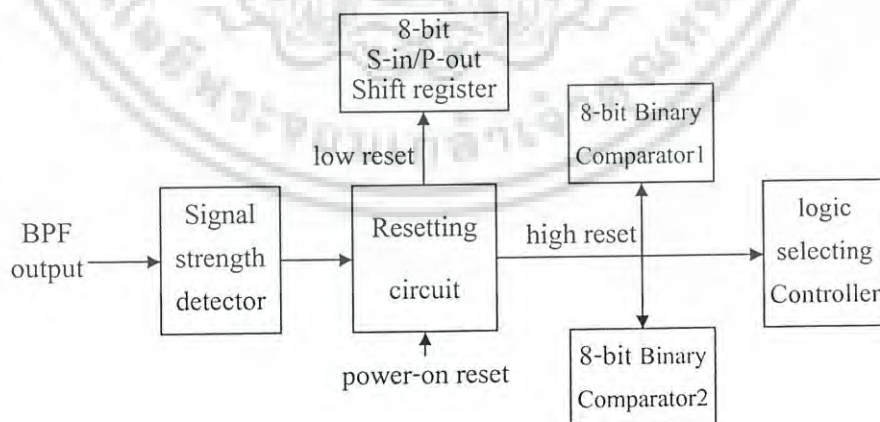 8-bit
S-in/P-out
Shift register
low reset
8-bit Binary
Comparator1
BPF
output
Signal
strength
detector
Resetting
circuit
high reset
logic
selecting
Controller
power-on reset
8-bit Binary
Comparator2